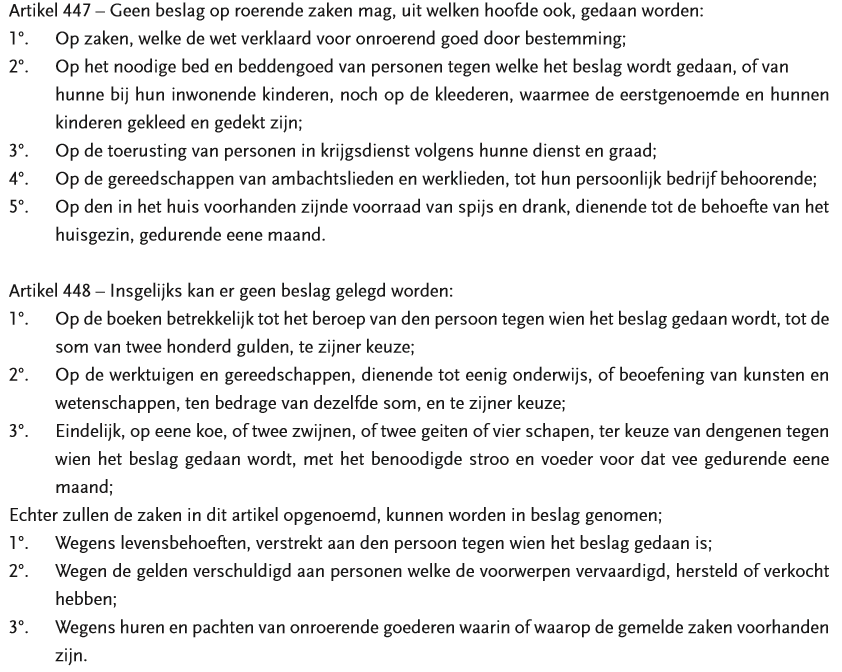 Artikel 447 – Geen beslag op roerende zaken mag, uit welken hoofde ook, gedaan worden:
1°. Op zaken, welke de wet verklaard voor onroerend goed door bestemming;
2°. Op het noodige bed en beddengoed van personen tegen welke het beslag wordt gedaan, of van
hunne bij hun inwonende kinderen, noch op de kleederen, waarmee de eerstgenoemde en hunnen
kinderen gekleed en gedekt zijn;
3°. Op de toerusting van personen in krijgsdienst volgens hunne dienst en graad;
4°. Op de gereedschappen van ambachtslieden en werklieden, tot hun persoonlijk bedrijf behoorende;
5°. Op den in het huis voorhanden zijnde voorraad van spijs en drank, dienende tot de behoefte van het
huisgezin, gedurende eene maand.
Artikel 448 – Insgelijks kan er geen beslag gelegd worden:
1°. Op de boeken betrekkelijk tot het beroep van den persoon tegen wien het beslag gedaan wordt, tot de
som van twee honderd gulden, te zijner keuze;
2°. Op de werktuigen en gereedschappen, dienende tot eenig onderwijs, of beoefening van kunsten en
wetenschappen, ten bedrage van dezelfde som, en te zijner keuze;
3°. Eindelijk, op eene koe, of twee zwijnen, of twee geiten of vier schapen, ter keuze van dengenen tegen
wien het beslag gedaan wordt, met het benoodigde stroo en voeder voor dat vee gedurende eene
maand;
Echter zullen de zaken in dit artikel opgenoemd, kunnen worden in beslag genomen;
1°. Wegens levensbehoeften, verstrekt aan den persoon tegen wien het beslag gedaan is;
2°. Wegen de gelden verschuldigd aan personen welke de voorwerpen vervaardigd, hersteld of verkocht
hebben;
3°. Wegens huren en pachten van onroerende goederen waarin of waarop de gemelde zaken voorhanden
zijn.